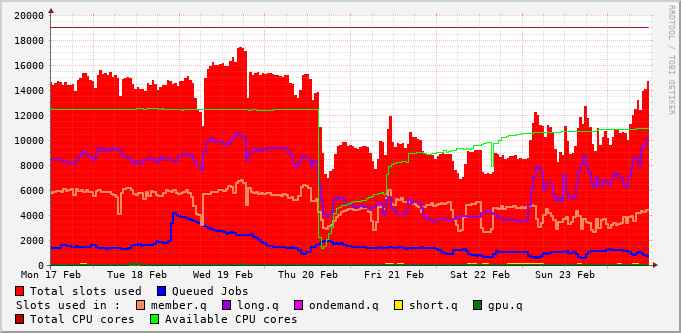 20000
18000
16000
14000
12000
10000
8000
6000
4000
2000
0
Mon 17 Feb Tue 18 Feb Wed 19 Feb Thu 20 Feb Fri 21 Feb Sat 22 Feb Sun 23 Feb
Total slots used Queued Jobs
Slots used in : member.q long.q ondemand.q short.q gpu.q
Total CPU cores Available CPU cores
RRDTOOL / TOBI OETIKER